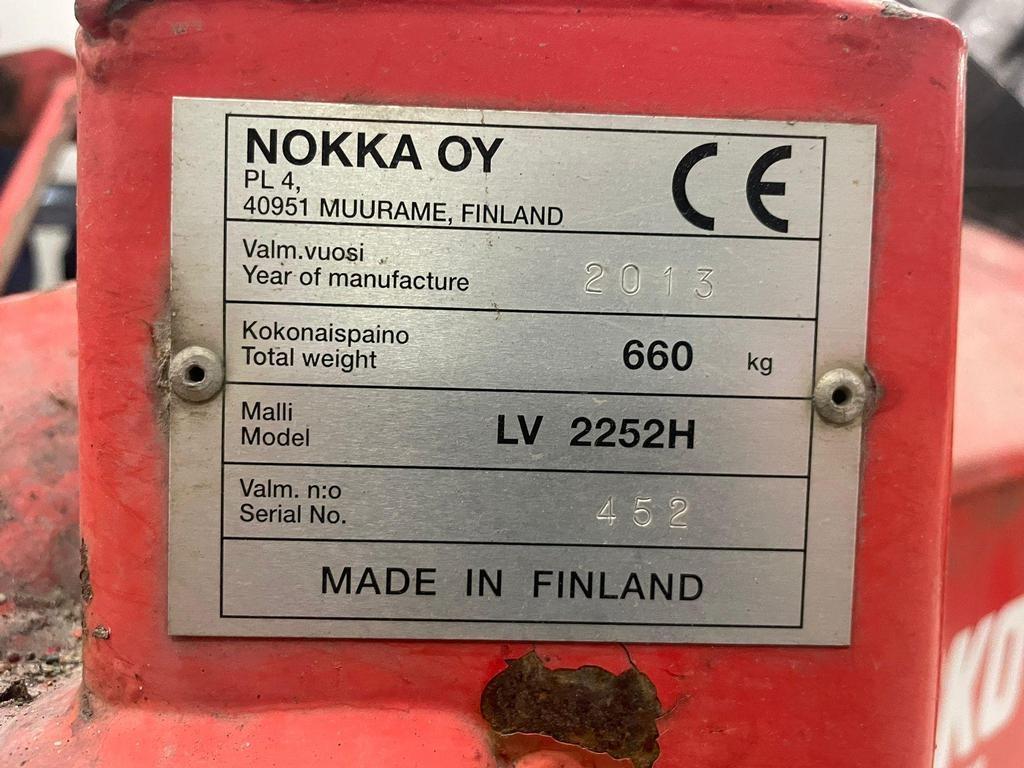 NOKKA OY
PL 4,
40951 MUURAME, FINLAND
CE
Valm.vuosi
Year of manufacture
2013
Kokonaispaino
Total weight
660 kg
Malli
Model
LV 2252H
Valm. n:o
Serial No.
452
MADE IN FINLAND
KO